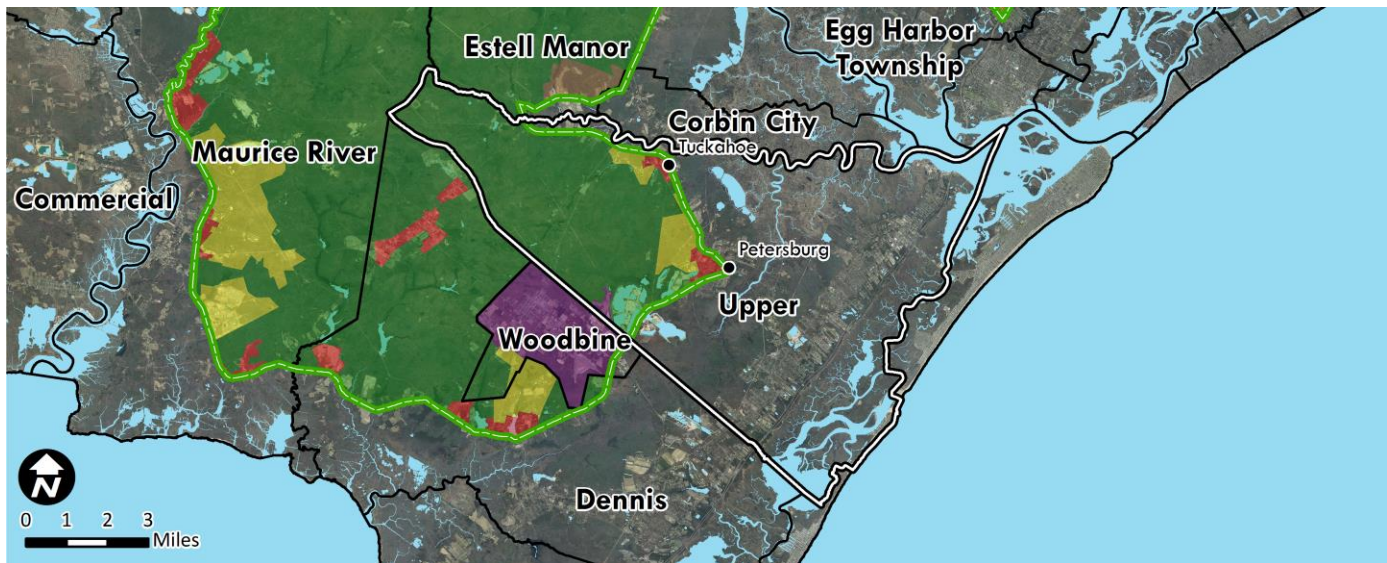 Estell Manor
Egg Harbor
Township
Maurice River
Corbin City
Tuckahoe
Commercial
Petersburg
Upper
Woodbine
Dennis
N
0 1 2 3
Miles